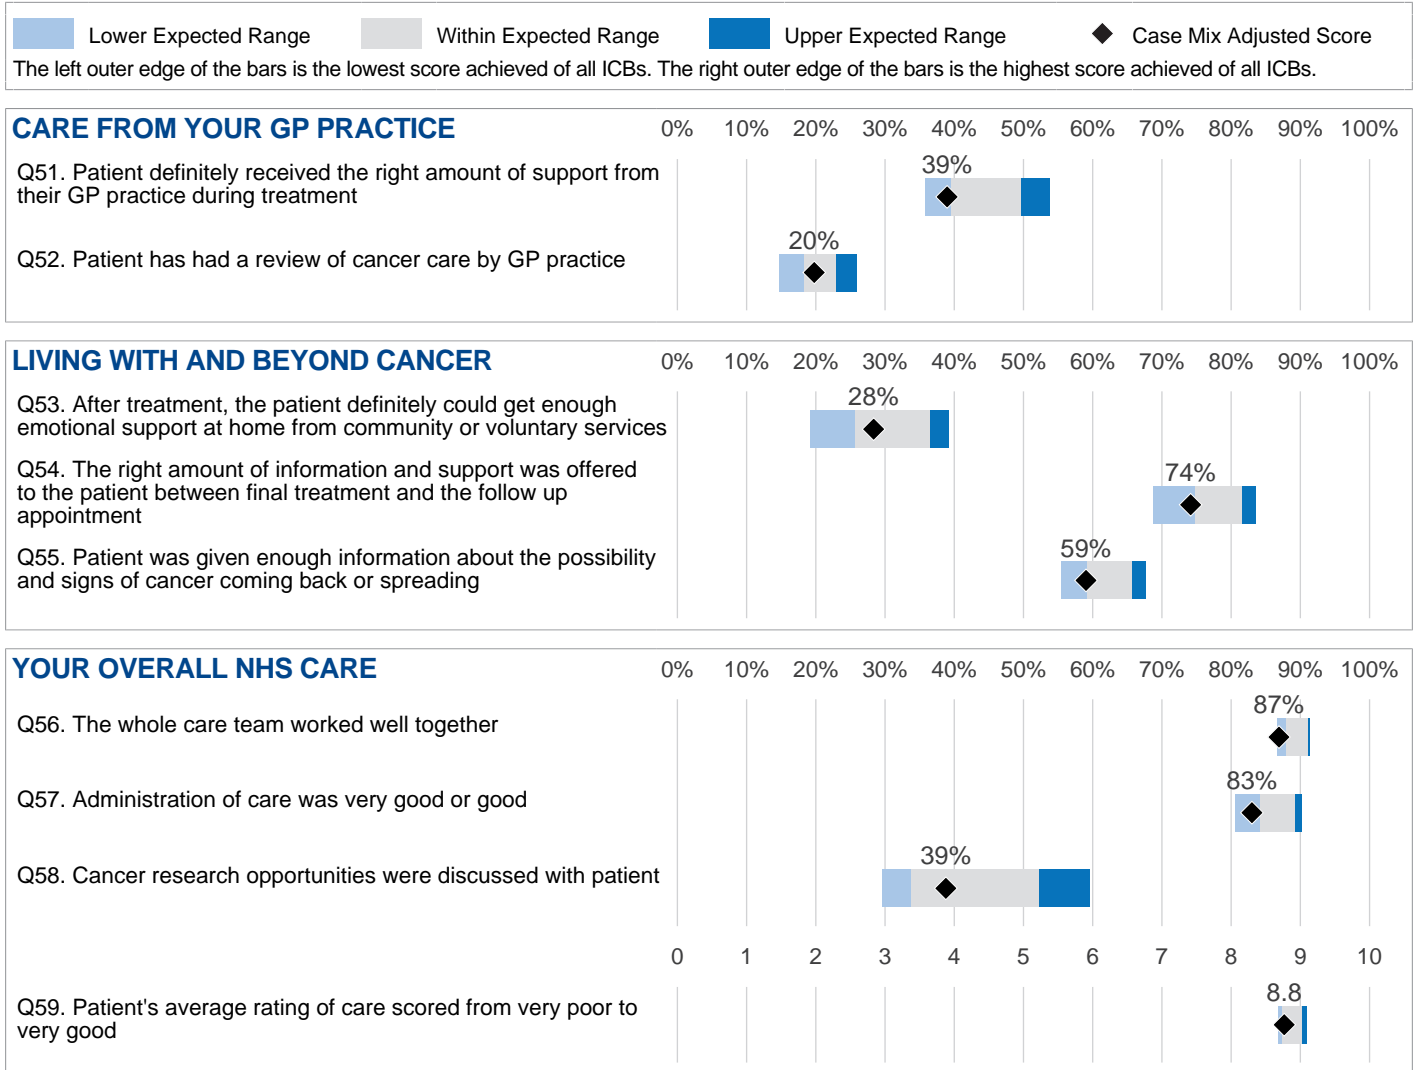 Lower Expected Range Within Expected Range Upper Expected Range Case Mix Adjusted Score
The left outer edge of the bars is the lowest score achieved of all ICBs. The right outer edge of the bars is the highest score achieved of all ICBs.
CARE FROM YOUR GP PRACTICE 0% 10% 20% 30% 40% 50% 60% 70% 80% 90% 100%
39%
Q51. Patient definitely received the right amount of support from
their GP practice during treatment
20%
Q52. Patient has had a review of cancer care by GP practice
LIVING WITH AND BEYOND CANCER 0% 10% 20% 30% 40% 50% 60% 70% 80% 90% 100%
28%
Q53. After treatment, the patient definitely could get enough
emotional support at home from community or voluntary services
Q54. The right amount of information and support was offered
74%
to the patient between final treatment and the follow up
appointment
59%
Q55. Patient was given enough information about the possibility
and signs of cancer coming back or spreading
YOUR OVERALL NHS CARE 0% 10% 20% 30% 40% 50% 60% 70% 80% 90% 100%
87%
Q56. The whole care team worked well together
83%
Q57. Administration of care was very good or good
39%
Q58. Cancer research opportunities were discussed with patient
0 1 2 3 4 5 6 7 8 9 10
8.8
Q59. Patient's average rating of care scored from very poor to
very good